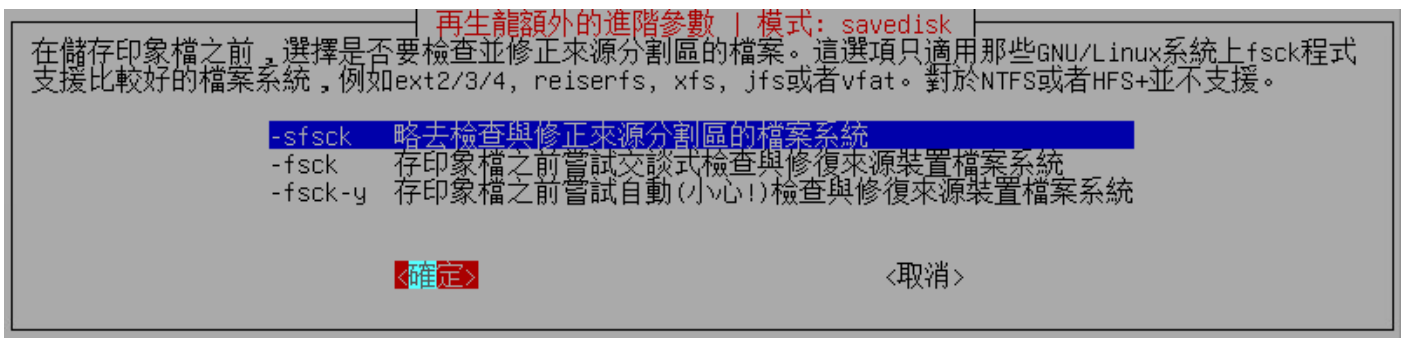 再生龍額外的進階參數 | 模式: savedisk
在儲存印象檔之前，選擇是否要檢查並修正來源分割區的檔案。這選項只適用那些GNU/Linux系統上fsck程式
支援比較好的檔案系統，例如ext2/3/4, reiserfs, xfs, jfs或者vfat。對於NTFS或者HFS+並不支援。
-sfsck 略去檢查與修正來源分割區的檔案系統
-fsck 存印象檔之前嘗試交談式檢查與修復來源裝置檔案系統
-fsck-y 存印象檔之前嘗試自動(小心!)檢查與修復來源裝置檔案系統
<確定> <取消>